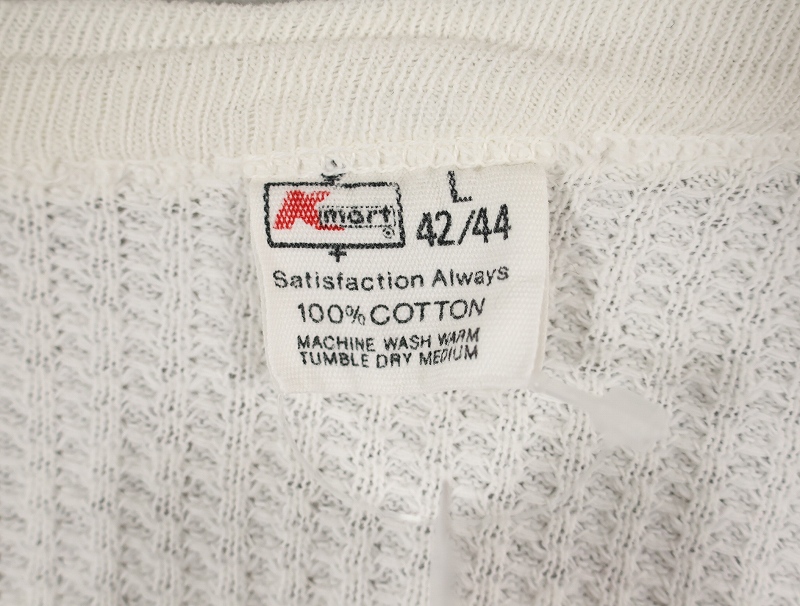 Kmart ®
L
42/44
Satisfaction Always
100% COTTON
MACHINE WASH WARM
TUMBLE DRY MEDIUM